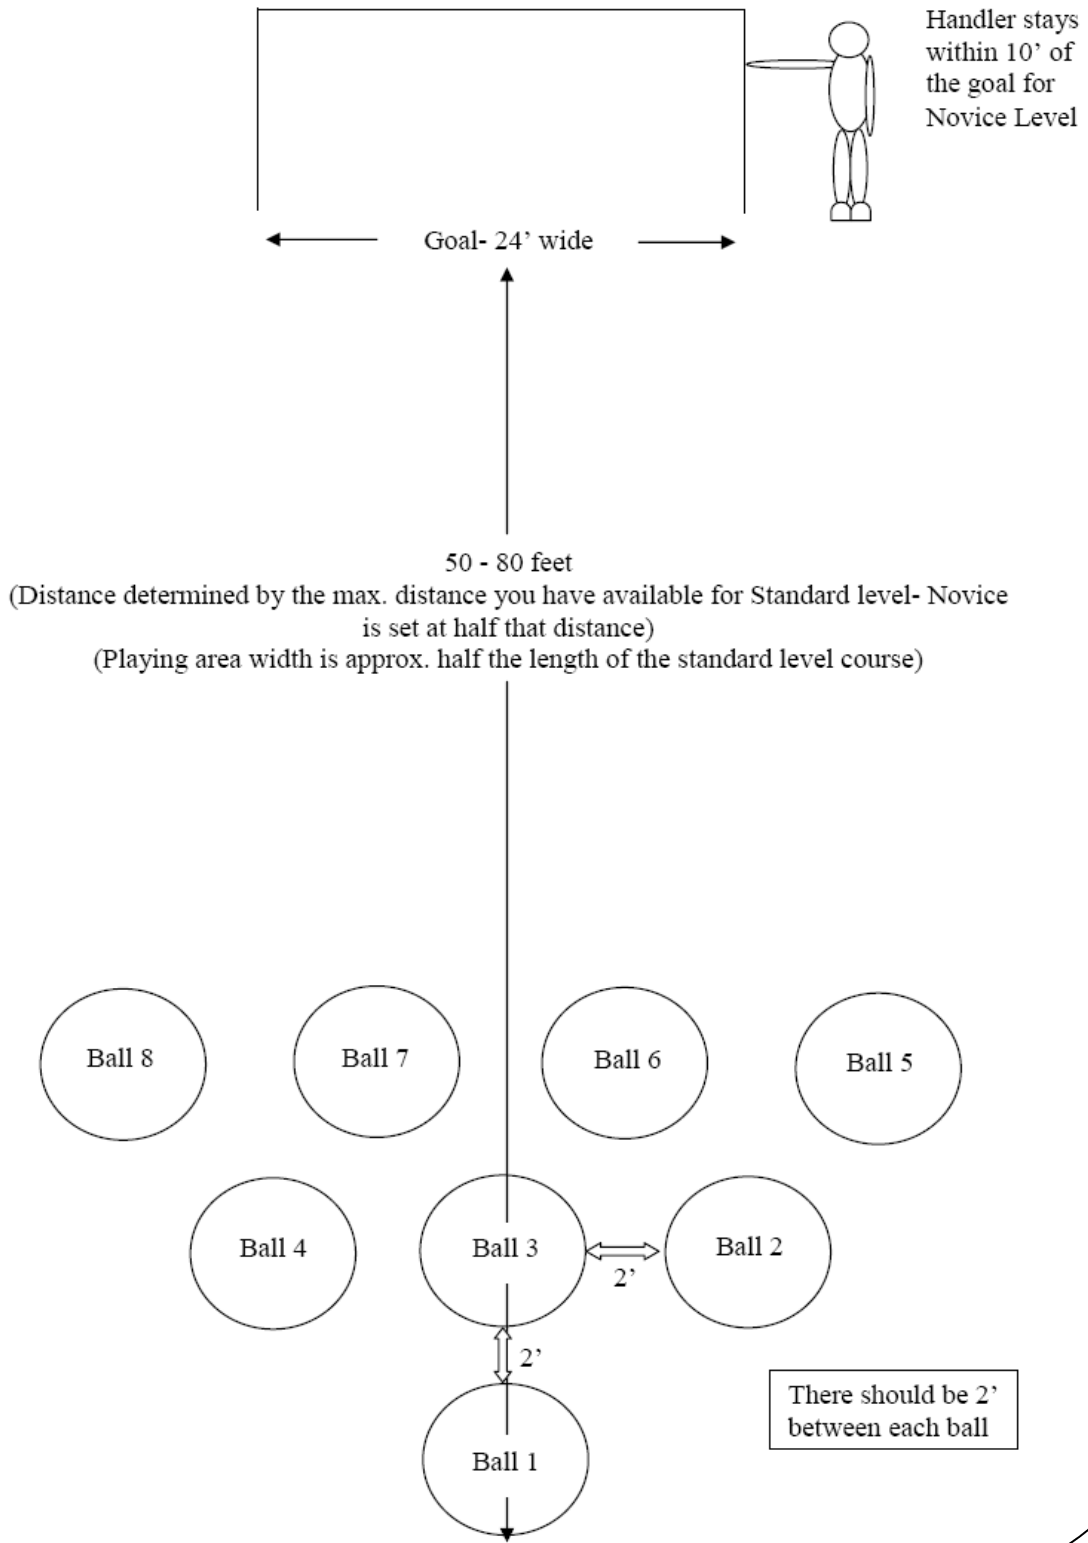 Handler stays
within 10’ of
the goal for
Novice Level
Goal- 24’ wide
50 - 80 feet
(Distance determined by the max. distance you have available for Standard level- Novice
is set at half that distance)
(Playing area width is approx. half the length of the standard level course)
Ball 8
Ball 7
Ball 6
Ball 5
Ball 4
Ball 3
Ball 2
2’
2’
There should be 2’
between each ball
Ball 1